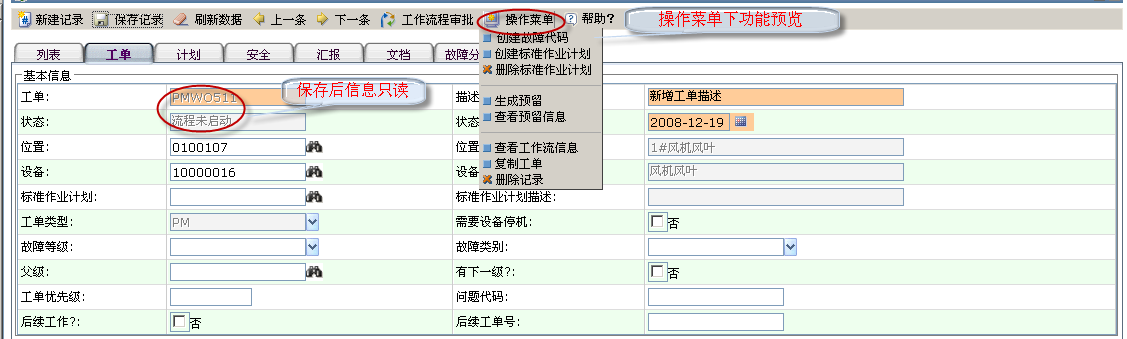 新建记录 保存记录 刷新数据 上一条 下一条 工作流程审批 操作菜单 帮助?
操作菜单下功能预览
创建故障代码
创建标准作业计划
删除标准作业计划
生成预留
查看预留信息
查看工作流信息
复制工单
删除记录
列表 工单 计划 安全 汇报 文档 故障分
基本信息
保存后信息只读
工单: PMWO511 描述 新增工单描述
状态: 流程未启动 状态 2008-12-19
位置: 0100107 位置 1#风机风叶
设备: 10000016 设备 风机风叶
标准作业计划: 标准作业计划描述:
工单类型: PM 需要设备停机: 否
故障等级: 故障类别:
父级: 有下一级?: 否
工单优先级: 问题代码:
后续工作?: 否 后续工单号: